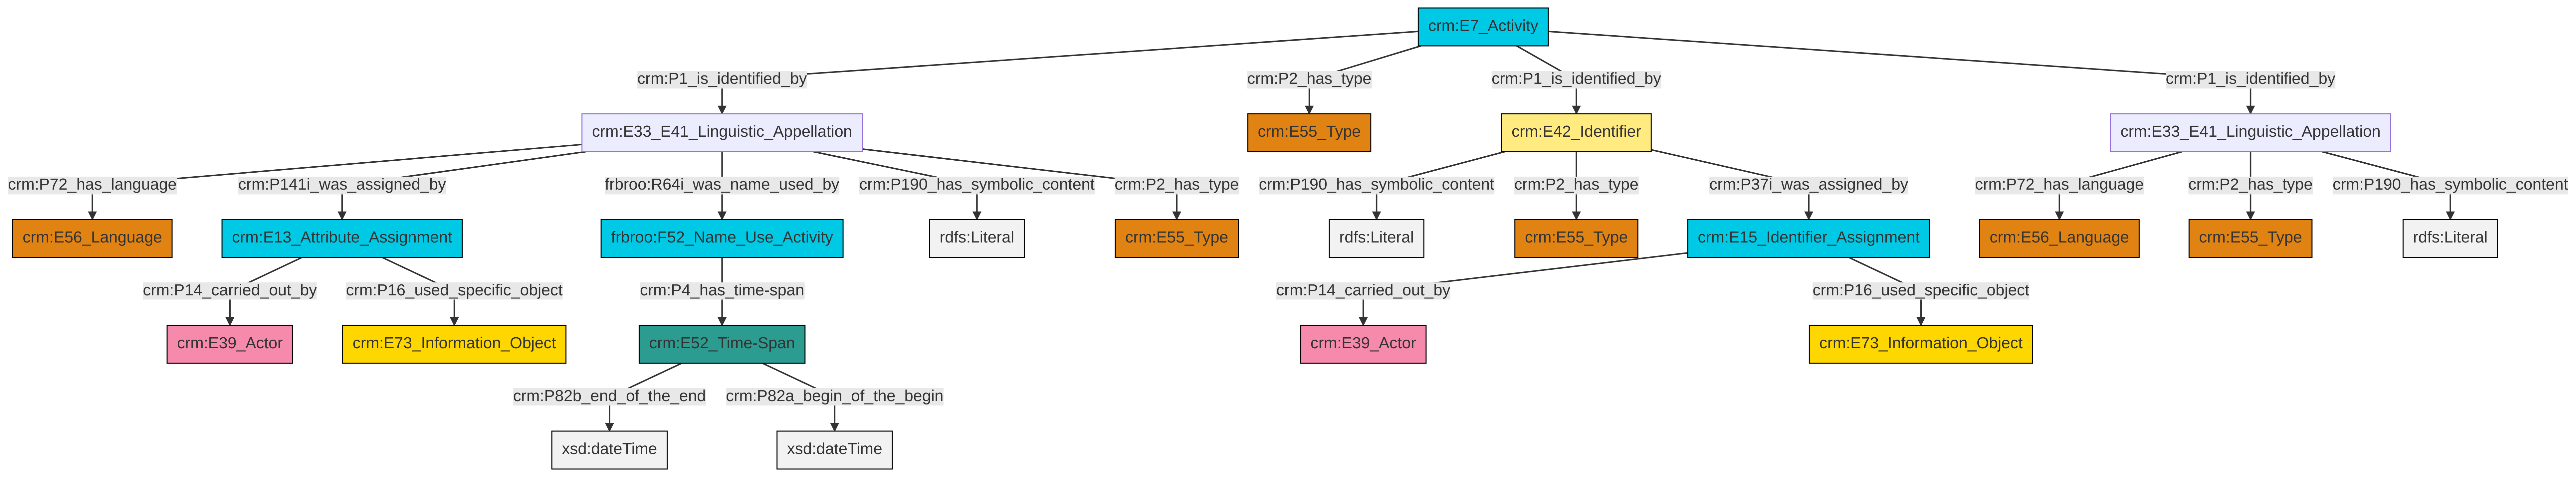 crm:E7_Activity
crm:P1_is_identified_by
crm:P2_has_type
crm:P1_is_identified_by
crm:P1_is_identified_by
crm:E33_E41_Linguistic_Appellation
crm:E55_Type
crm:E42_Identifier
crm:E33_E41_Linguistic_Appellation
crm:P72_has_language
crm:P141i_was_assigned_by
frbroo:R64i_was_name_used_by
crm:P190_has_symbolic_content
crm:P2_has_type
crm:P190_has_symbolic_content
crm:P2_has_type
crm:P37i_was_assigned_by
crm:P72_has_language
crm:P2_has_type
crm:P190_has_symbolic_content
crm:E56_Language
crm:E13_Attribute_Assignment
frbroo:F52_Name_Use_Activity
rdfs:Literal
crm:E55_Type
rdfs:Literal
crm:E55_Type
crm:E15_Identifier_Assignment
crm:E56_Language
crm:E55_Type
rdfs:Literal
crm:P14_carried_out_by
crm:P16_used_specific_object
crm:P4_has_time-span
crm:P14_carried_out_by
crm:P16_used_specific_object
crm:E39_Actor
crm:E73_Information_Object
crm:E52_Time-Span
crm:E39_Actor
crm:E73_Information_Object
crm:P82b_end_of_the_end
crm:P82a_begin_of_the_begin
xsd:dateTime
xsd:dateTime